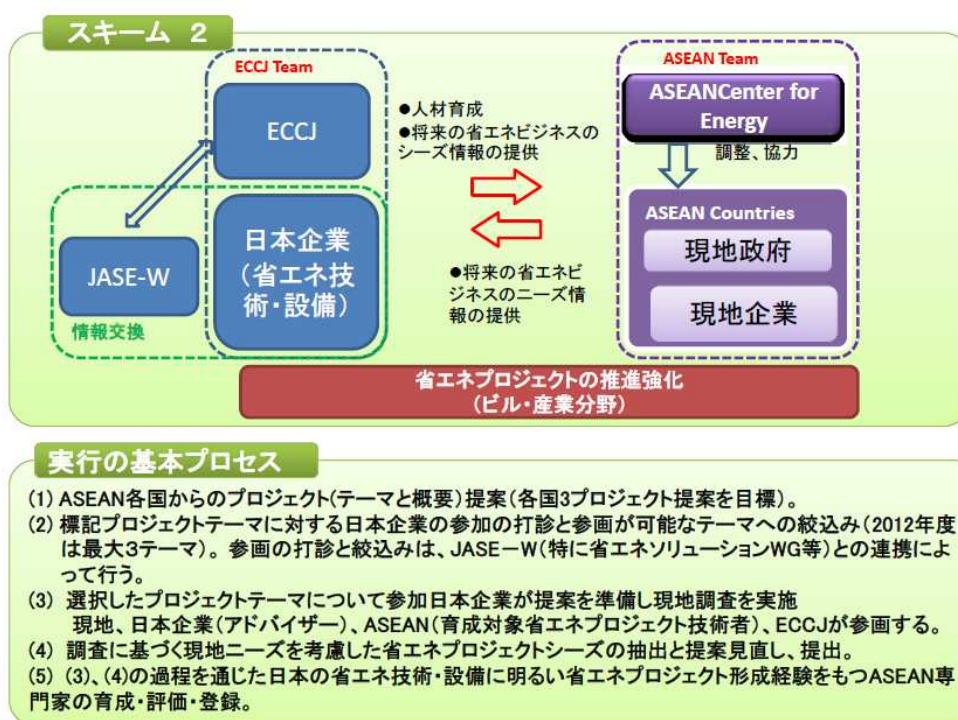 スキーム 2
ECCJ Team
ECCJ
JASE-W
日本企業
(省エネ技
術・設備)
情報交換
●人材育成
●将来の省エネビジネスの
シーズ情報の提供
●将来の省エネビ
ジネスのニーズ情
報の提供
ASEAN Team
ASEANCenter for
Energy
調整、協力
ASEAN Countries
現地政府
現地企業
省エネプロジェクトの推進強化
(ビル・産業分野)
実行の基本プロセス
(1) ASEAN各国からのプロジェクト(テーマと概要)提案(各国3プロジェクト提案を目標)。
(2) 標記プロジェクトテーマに対する日本企業の参加の打診と参画が可能なテーマへの絞込み(2012年度
は最大3テーマ)。参画の打診と絞込みは、JASE-W(特に省エネソリューションWG等)との連携によ
って行う。
(3) 選択したプロジェクトテーマについて参加日本企業が提案を準備し現地調査を実施
現地、日本企業(アドバイザー)、ASEAN(育成対象省エネプロジェクト技術者)、ECCJが参画する。
(4) 調査に基づく現地ニーズを考慮した省エネプロジェクトシーズの抽出と提案見直し、提出。
(5) (3)、(4)の過程を通じた日本の省エネ技術・設備に明るい省エネプロジェクト形成経験をもつASEAN専
門家の育成・評価・登録。